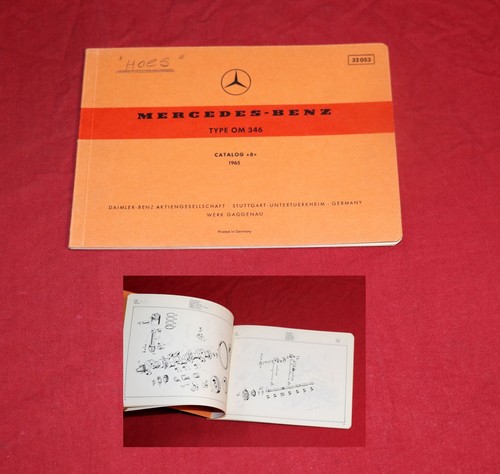 "HOES"
33 053
MERCEDES-BENZ
TYPE OM 346
CATALOG »B«
1965
DAIMLER-BENZ AKTIENGESELLSCHAFT · STUTTGART-UNTERTUERKHEIM · GERMANY
WERK GAGGENAU
Printed in Germany